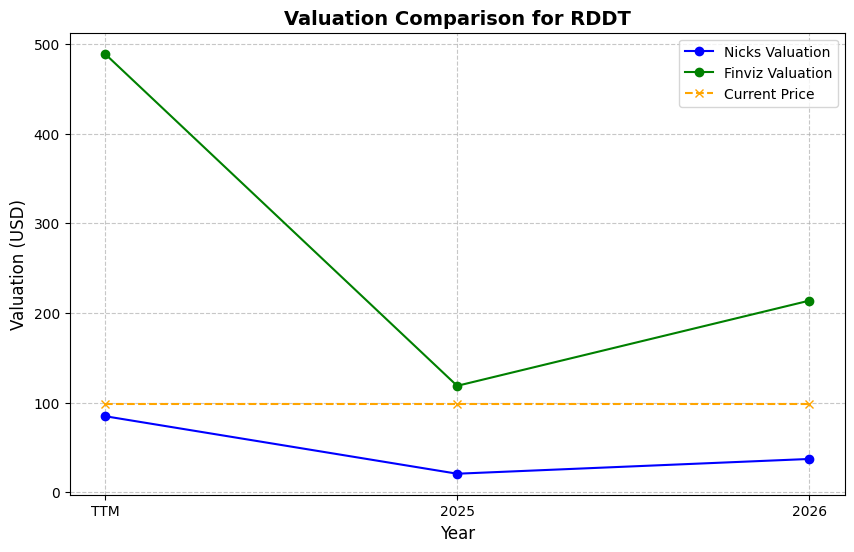 Valuation Comparison for RDDT
Nicks Valuation
Finviz Valuation
Current Price
Valuation (USD)
500
400
300
200
100
0
TTM
2025
2026
Year